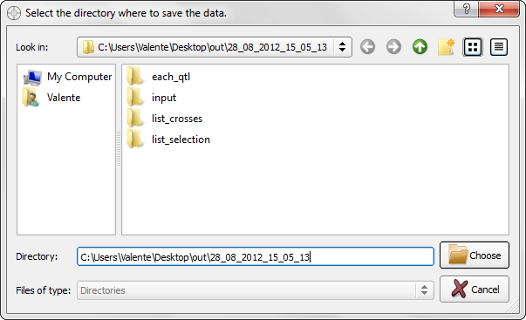 Select the directory where to save the data.
Look in: C:\Users\Valente\Desktop\out\28_08_2012_15_05_13
My Computer
Valente
each_qtl
input
list_crosses
list_selection
Directory: C:\Users\Valente\Desktop\out\28_08_2012_15_05_13
Choose
Files of type: Directories
Cancel